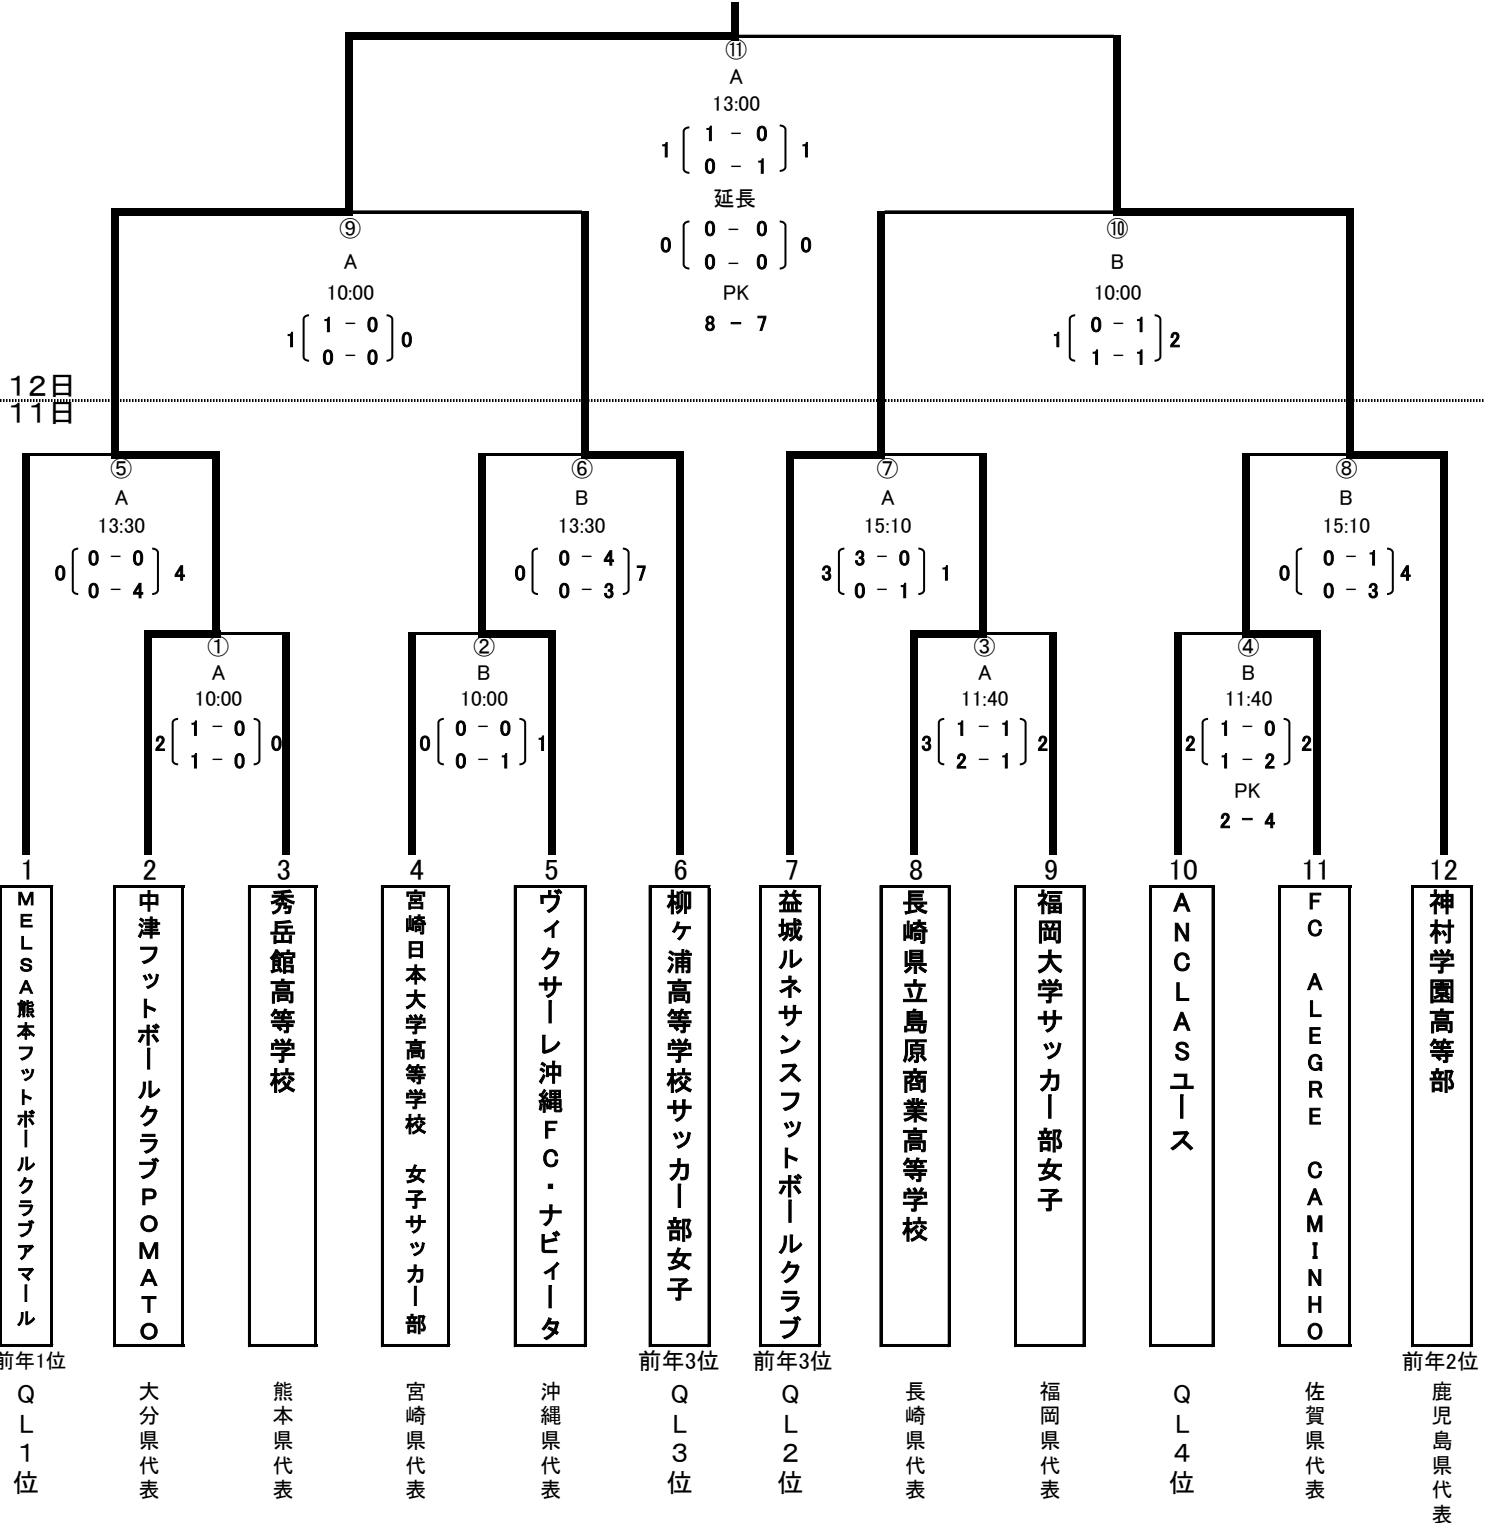 ⑪
A
13:00
1 1 - 0 1
0 - 1
延長
0 0 - 0 0
0 - 0
PK
8 - 7
⑨
A
10:00
1 1 - 0 0
0 - 0
⑩
B
10:00
1 0 - 1 2
1 - 1
12日
11日
⑤
A
13:30
0 0 - 0 4
0 - 4
⑥
B
13:30
0 0 - 4 7
0 - 3
⑦
A
15:10
3 3 - 0 1
0 - 1
⑧
B
15:10
0 0 - 1 4
0 - 3
①
A
10:00
2 1 - 0 0
1 - 0
②
B
10:00
0 0 - 0 1
0 - 1
③
A
11:40
3 1 - 1 2
2 - 1
④
B
11:40
2 1 - 0 2
1 - 2
PK
2 - 4
1
MELSA熊本フットボールクラブアマール
前年1位
QL1位
2
中津フットボールクラブPOMATO
大分県代表
3
秀岳館高等学校
熊本県代表
4
宮崎日本大学高等学校 女子サッカー部
宮崎県代表
5
ヴィクサーレ沖縄FC・ナビィータ
沖縄県代表
6
柳ヶ浦高等学校サッカー部女子
前年3位
QL3位
7
益城ルネサンスフットボールクラブ
前年3位
QL2位
8
長崎県立島原商業高等学校
長崎県代表
9
福岡大学サッカー部女子
福岡県代表
10
ANCLASユース
QL4位
11
FC ALEGRE CAMINHO
佐賀県代表
12
神村学園高等部
前年2位
鹿児島県代表